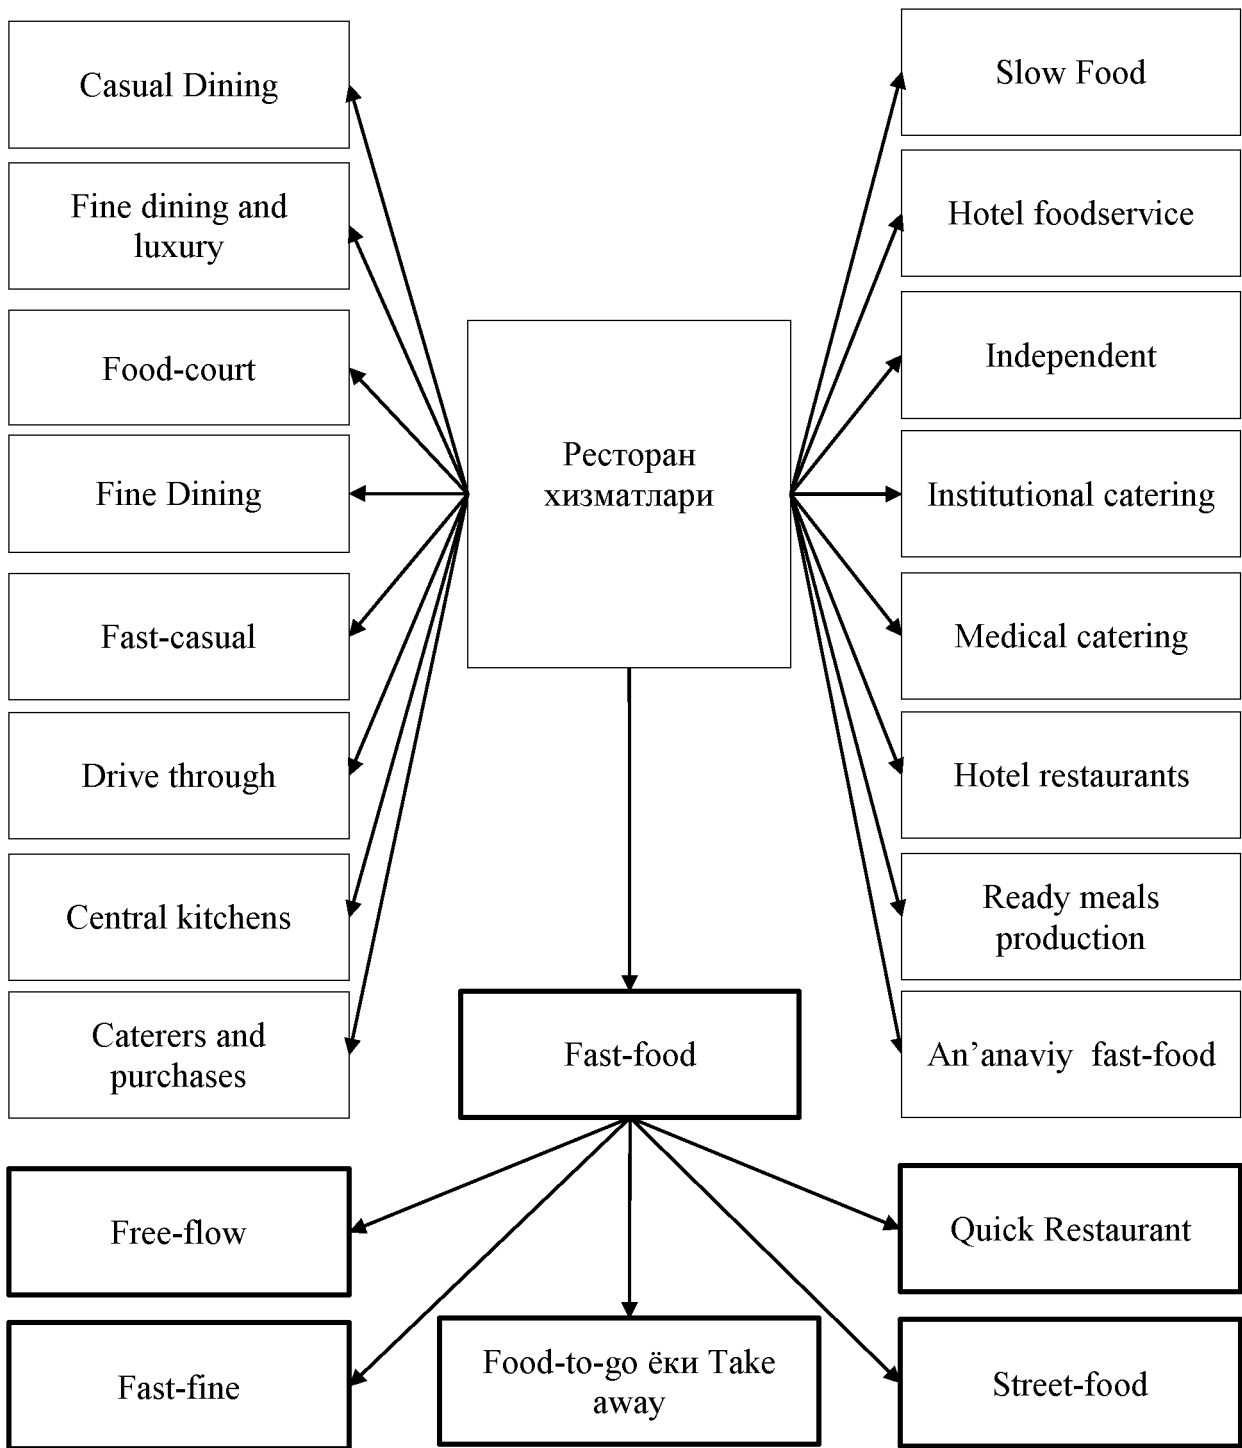 Casual Dining
Fine dining and
luxury
Food-court
Fine Dining
Fast-casual
Drive through
Central kitchens
Caterers and
purchases
Ресторан
хизматлари
Slow Food
Hotel foodservice
Independent
Institutional catering
Medical catering
Hotel restaurants
Ready meals
production
An’anaviy fast-food
Fast-food
Free-flow
Quick Restaurant
Fast-fine
Food-to-go ёки Take
away
Street-food